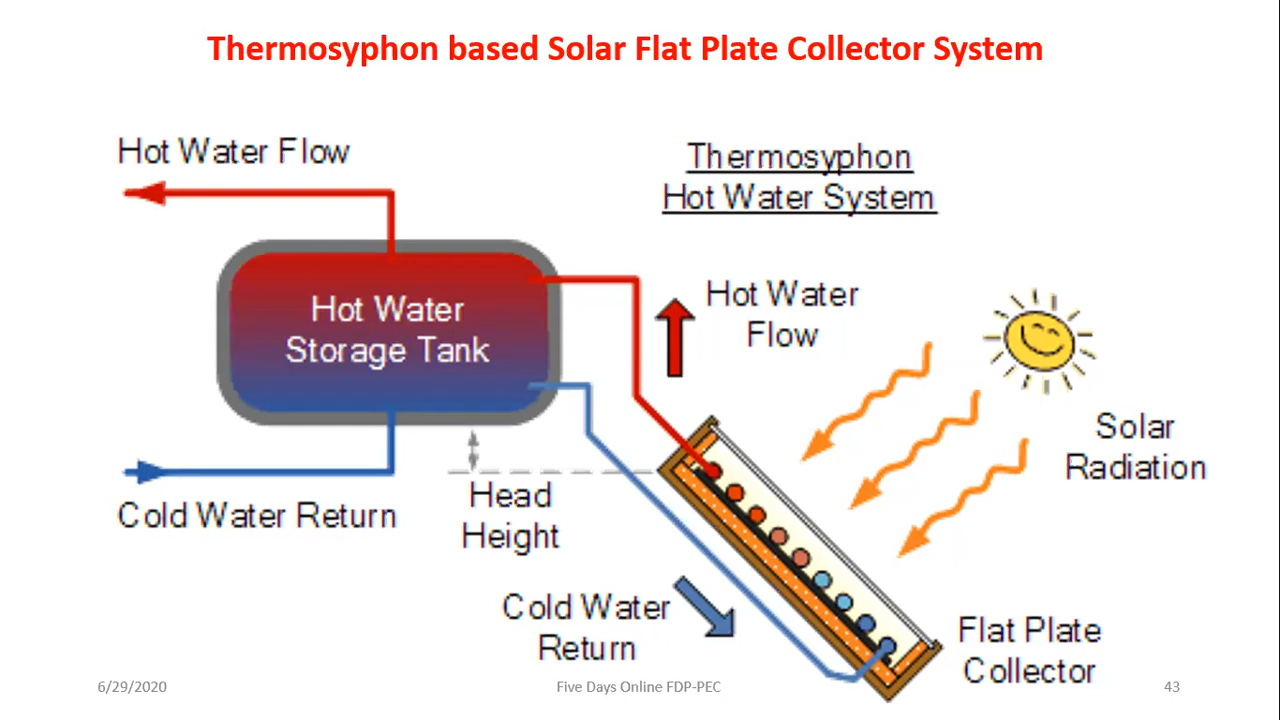 Thermosyphon based Solar Flat Plate Collector System
Hot Water Flow
Thermosyphon
Hot Water System
Hot Water Storage Tank
Hot Water
Flow
Solar
Radiation
Cold Water Return
Head
Height
Cold Water
Return
Flat Plate
Collector
6/29/2020
Five Days Online FDP-PEC
43